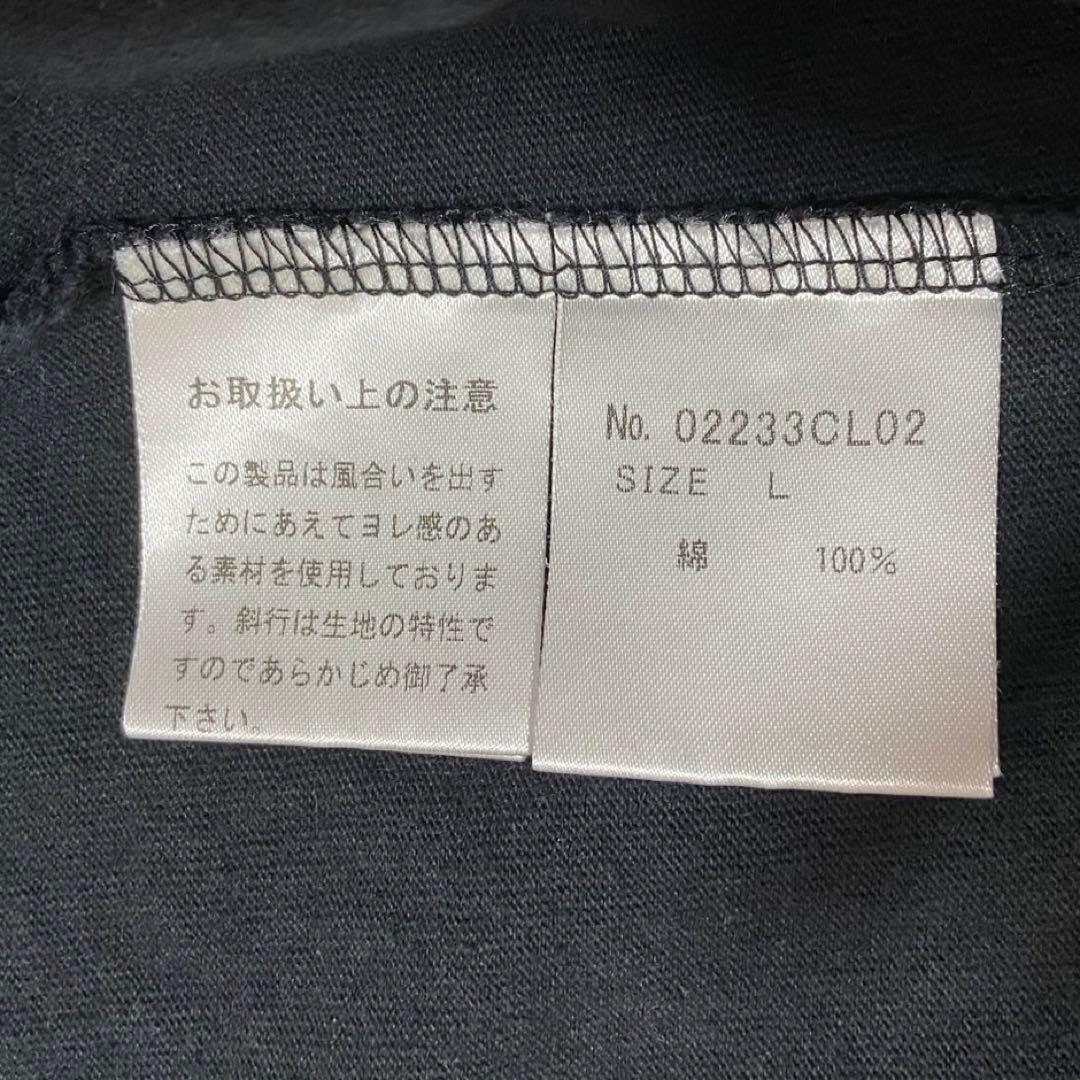 お取扱い上の注意
この製品は風合いを出す
ためにあえてヨレ感のあ
る素材を使用しておりま
す。斜行は生地の特性で
すのであらかじめ御了承
下さい。
No. 02233CL02
SIZE L
綿 100%